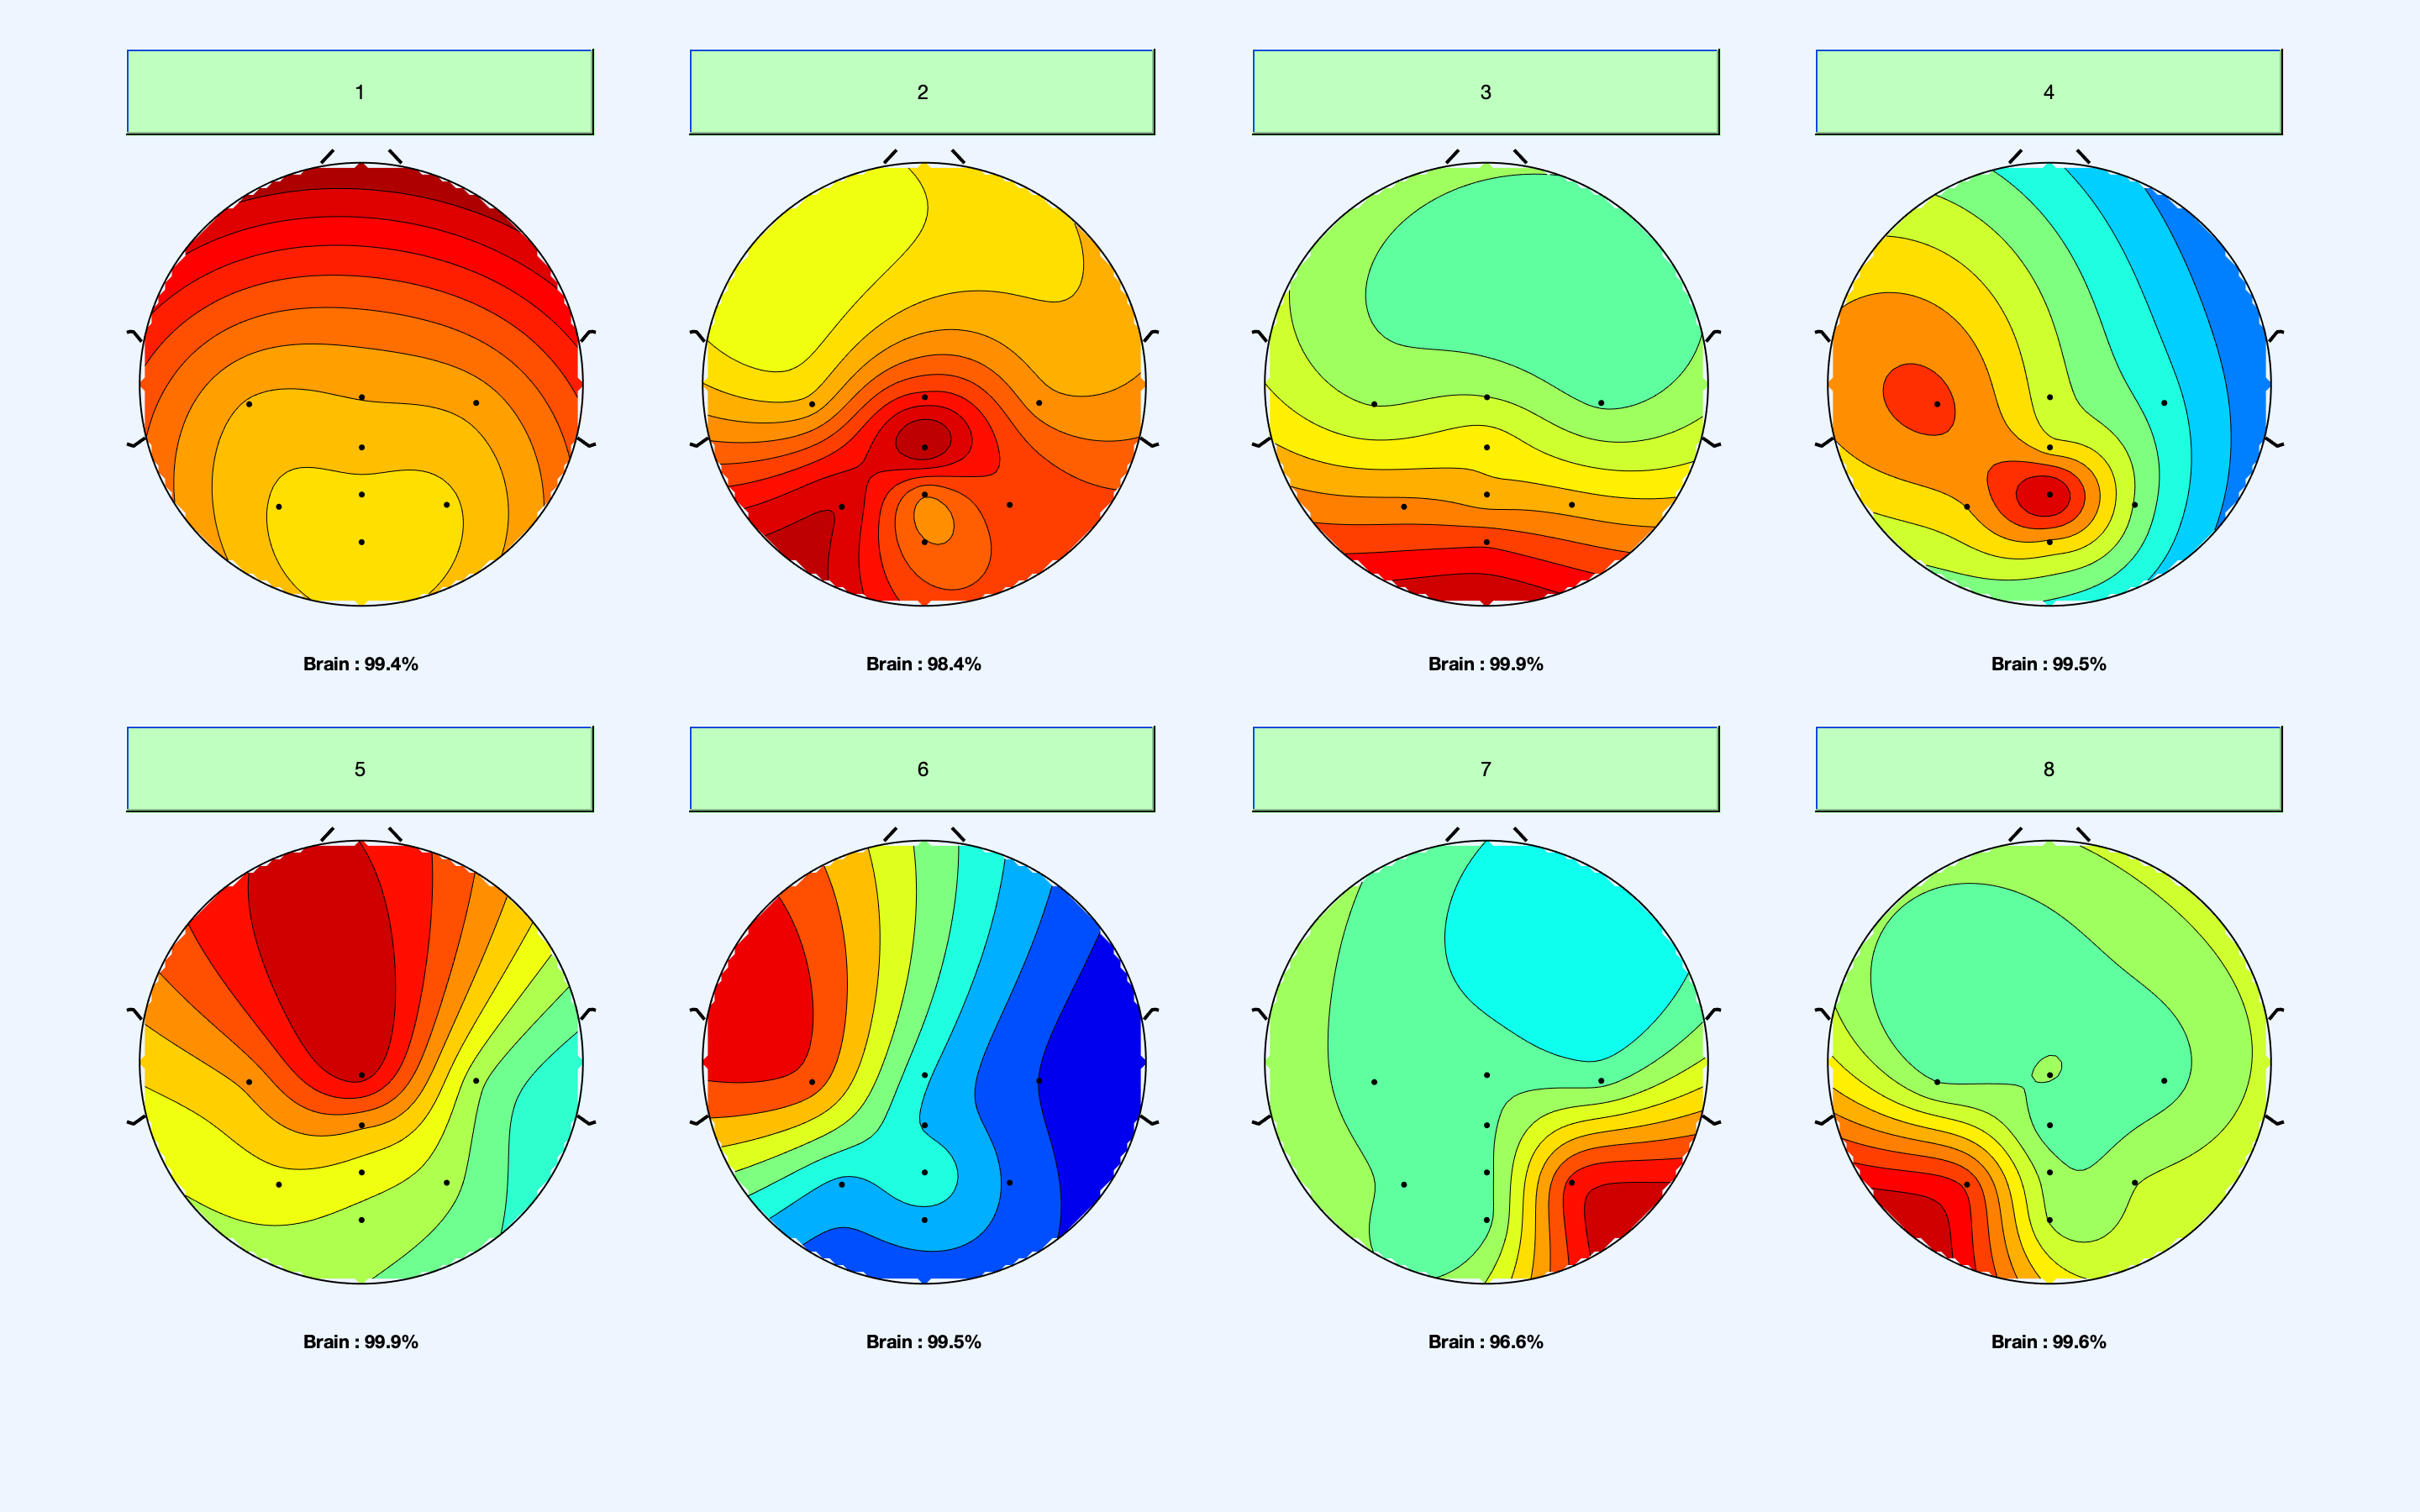 1
2
3
4
Brain : 99.4%
Brain : 98.4%
Brain : 99.9%
Brain : 99.5%
5
6
7
8
Brain : 99.9%
Brain : 99.5%
Brain : 96.6%
Brain : 99.6%